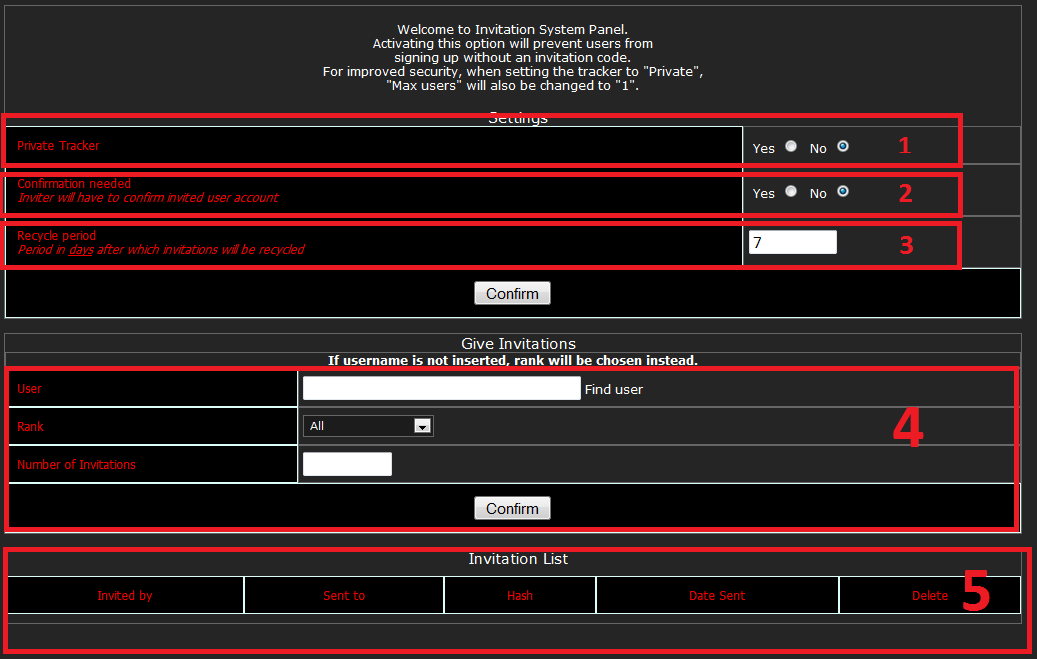 Welcome to Invitation System Panel.
Activating this option will prevent users from
signing up without an invitation code.
For improved security, when setting the tracker to "Private",
"Max users" will also be changed to "1".
Settings
Private Tracker Yes No 1
Confirmation needed
Inviter will have to confirm invited user account Yes No 2
Recycle period
Period in days after which invitations will be recycled 7 3
Confirm
Give Invitations
If username is not inserted, rank will be chosen instead.
User Find user
Rank All 4
Number of Invitations
Confirm
Invitation List
Invited by Sent to Hash Date Sent Delete 5